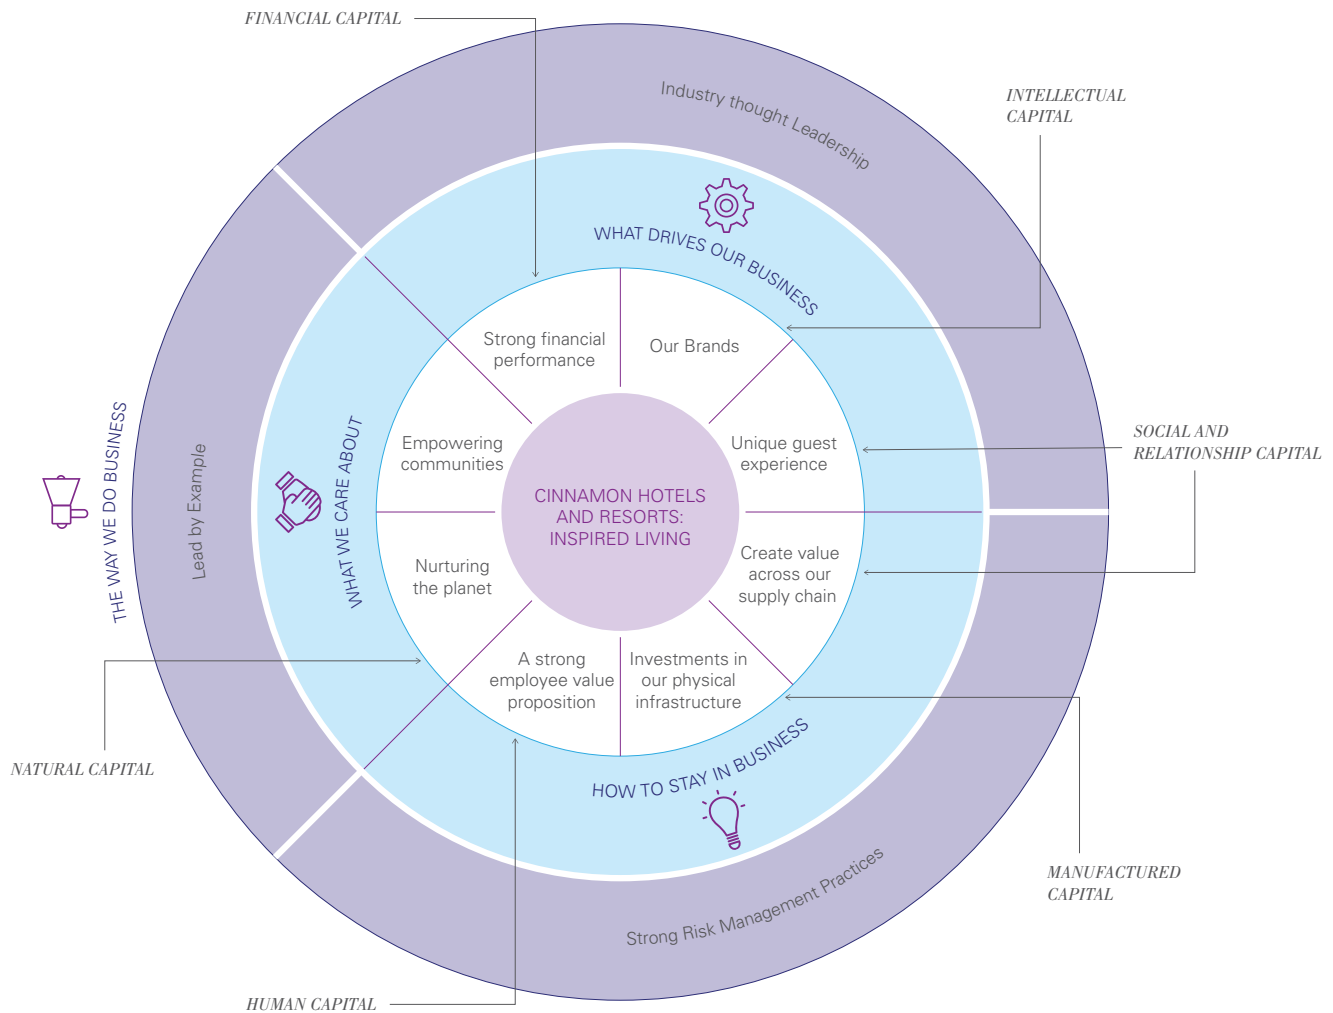 FINANCIAL CAPITAL
INTELLECTUAL
CAPITAL
Industry thought Leadership
WHAT DRIVES OUR BUSINESS
Strong financial
performance
Our Brands
Empowering
communities
Unique guest
experience
SOCIAL AND
RELATIONSHIP CAPITAL
THE WAY WE DO BUSINESS
Lead by Example
WHAT WE CARE ABOUT
CINNAMON HOTELS
AND RESORTS:
INSPIRED LIVING
Nurturing
the planet
Create value
across our
supply chain
A strong
employee value
proposition
Investments in
our physical
infrastructure
HOW TO STAY IN BUSINESS
NATURAL CAPITAL
Strong Risk Management Practices
MANUFACTURED
CAPITAL
HUMAN CAPITAL